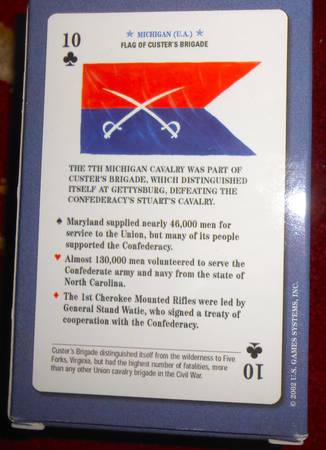 10
★ MICHIGAN (U.A.) ★
FLAG OF CUSTER'S BRIGADE
THE 7TH MICHIGAN CAVALRY WAS PART OF
CUSTER'S BRIGADE, WHICH DISTINGUISHED
ITSELF AT GETTYSBURG, DEFEATING THE
CONFEDERACY'S STUART'S CAVALRY.
♠ Maryland supplied nearly 46,000 men for
service to the Union, but many of its people
supported the Confederacy.
♥ Almost 130,000 men volunteered to serve the
Confederate army and navy from the state of
North Carolina.
♦ The 1st Cherokee Mounted Rifles were led by
General Stand Watie, who signed a treaty of
cooperation with the Confederacy.
Custer's Brigade distinguished itself from the wilderness to Five
Forks, Virginia, but had the highest number of fatalities, more
than any other Union cavalry brigade in the Civil War.
10
© 2002 U.S. GAMES SYSTEMS, INC.